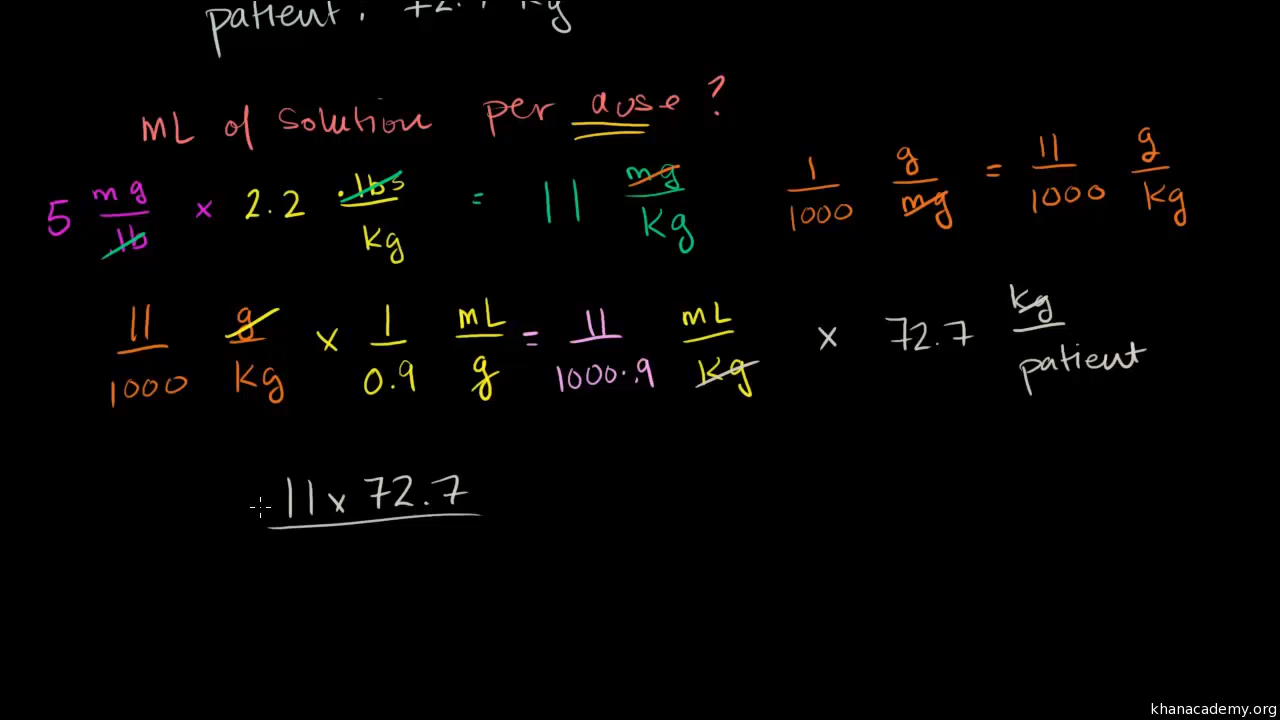 patient: 72.7 kg
mL of solution per dose?
5 mg/lb × 2.2 lbs/kg = 11 mg/kg 1/1000 g/mg = 11/1000 g/kg
11/1000 g/kg × 1/0.9 mL/g = 11/1000·.9 mL/kg × 72.7 kg/patient
11 × 72.7
khanacademy.org